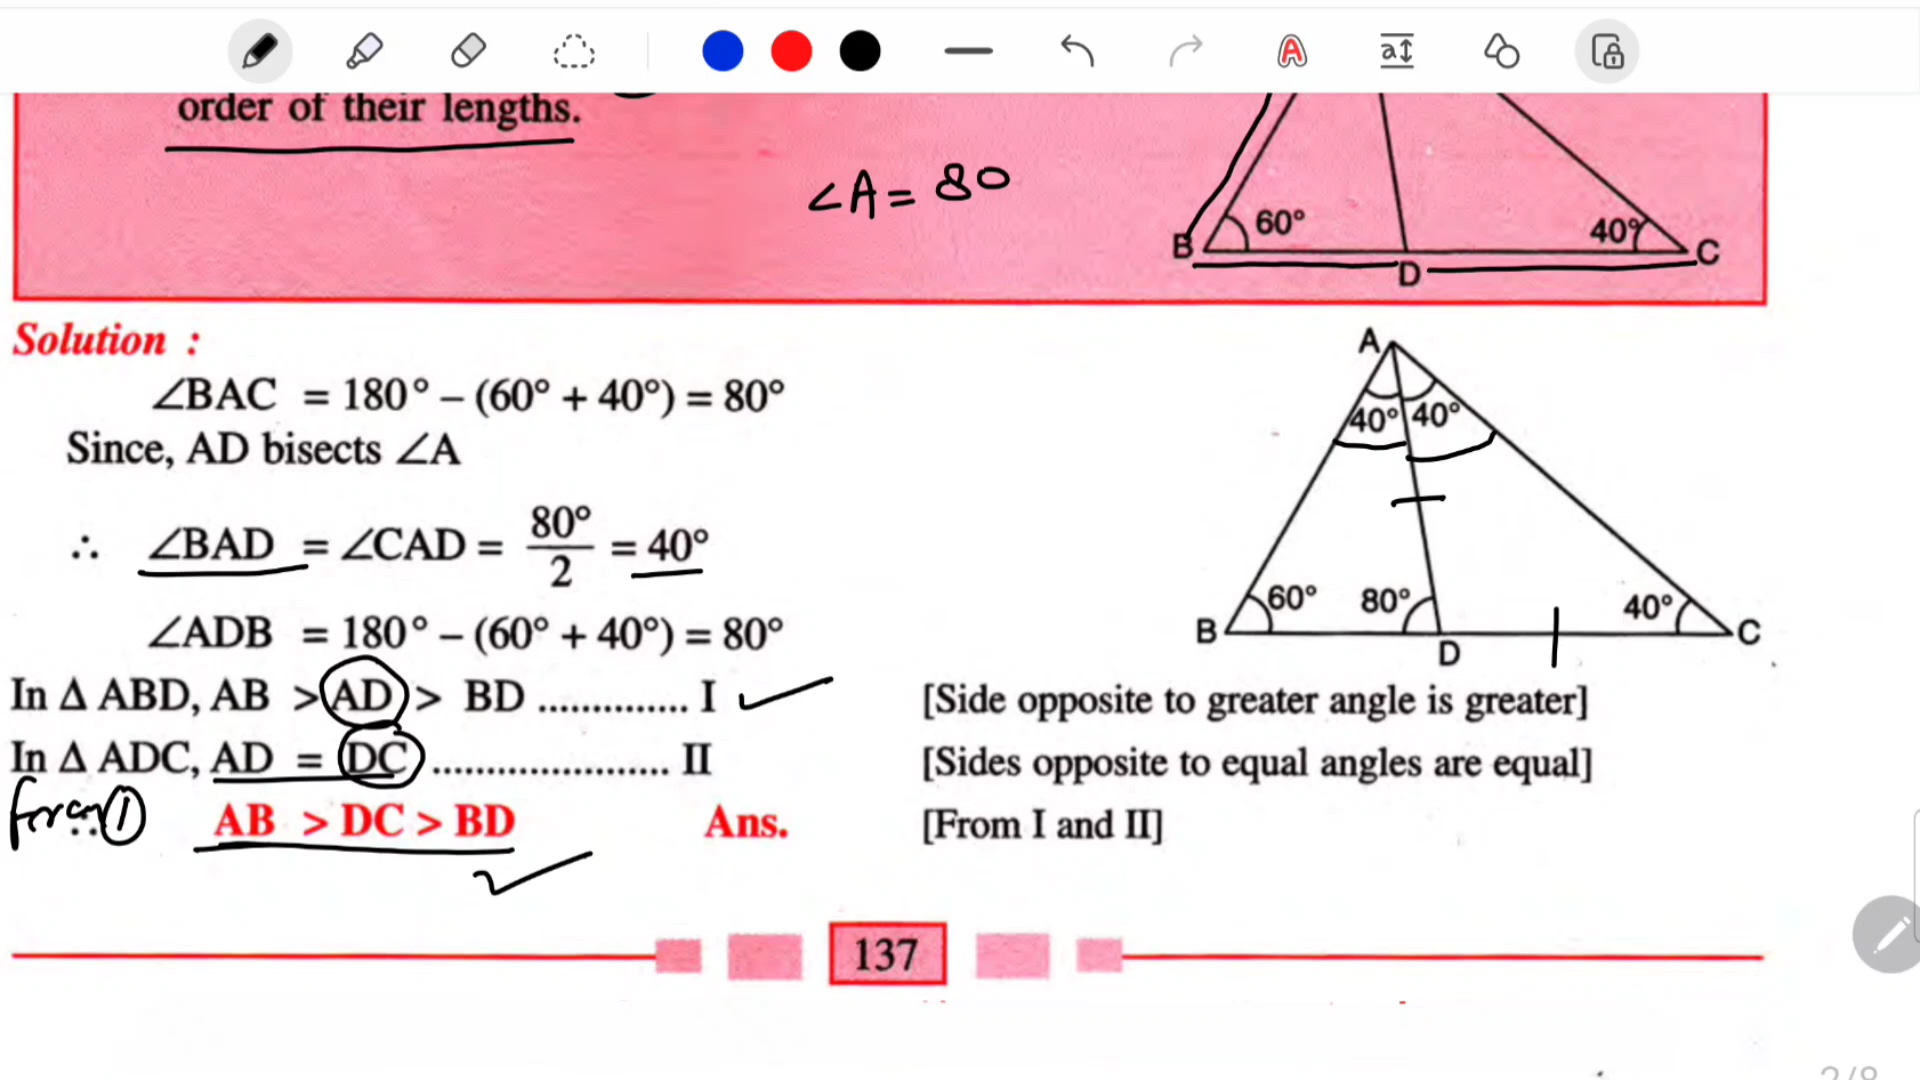 order of their lengths.
∠A = 80
60°
40°
B
D
C
Solution :
∠BAC = 180° – (60° + 40°) = 80°
Since, AD bisects ∠A
∴ ∠BAD = ∠CAD = 80°/2 = 40°
∠ADB = 180° – (60° + 40°) = 80°
A
40° 40°
60° 80° 40°
B D C
In Δ ABD, AB > AD > BD .............. I [Side opposite to greater angle is greater]
In Δ ADC, AD = DC ...................... II [Sides opposite to equal angles are equal]
∴ AB > DC > BD Ans. [From I and II]
137